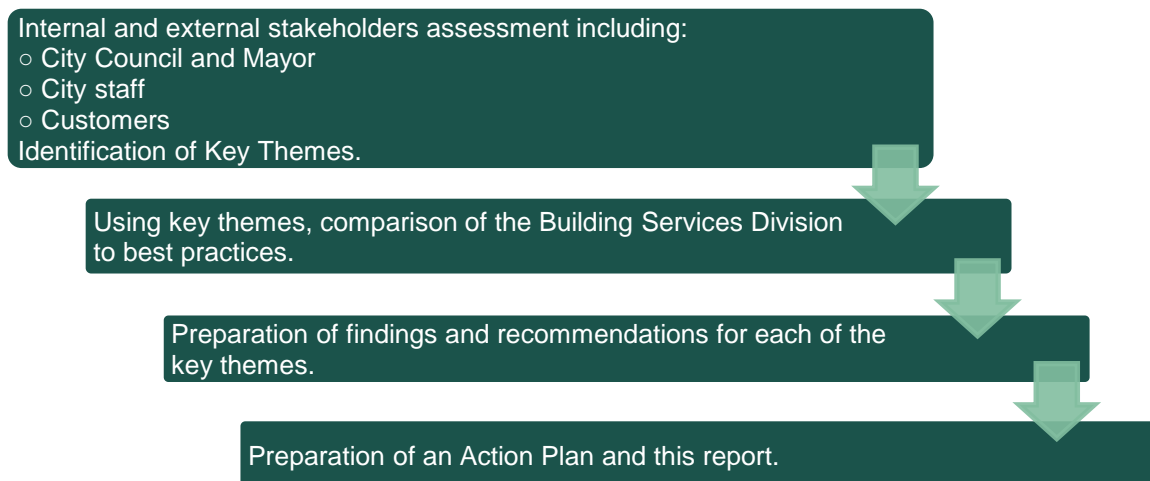 Internal and external stakeholders assessment including:
○ City Council and Mayor
○ City staff
○ Customers
Identification of Key Themes.
Using key themes, comparison of the Building Services Division
to best practices.
Preparation of findings and recommendations for each of the
key themes.
Preparation of an Action Plan and this report.